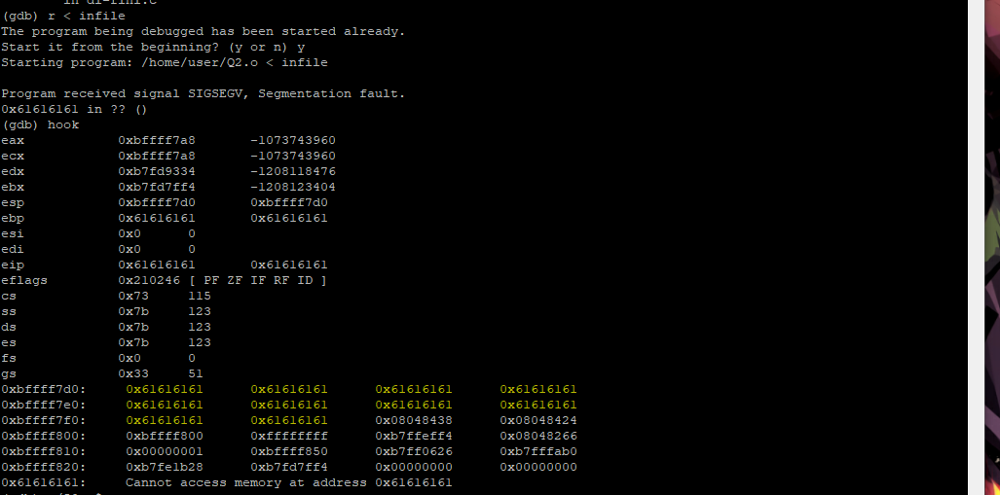 in dl-fini.c
(gdb) r < infile
The program being debugged has been started already.
Start it from the beginning? (y or n) y
Starting program: /home/user/Q2.o < infile
Program received signal SIGSEGV, Segmentation fault.
0x61616161 in ?? ()
(gdb) hook
eax 0xbffff7a8 -1073743960
ecx 0xbffff7a8 -1073743960
edx 0xb7fd9334 -1208118476
ebx 0xb7fd7ff4 -1208123404
esp 0xbffff7d0 0xbffff7d0
ebp 0x61616161 0x61616161
esi 0x0 0
edi 0x0 0
eip 0x61616161 0x61616161
eflags 0x210246 [ PF ZF IF RF ID ]
cs 0x73 115
ss 0x7b 123
ds 0x7b 123
es 0x7b 123
fs 0x0 0
gs 0x33 51
0xbffff7d0: 0x61616161 0x61616161 0x61616161 0x61616161
0xbffff7e0: 0x61616161 0x61616161 0x61616161 0x61616161
0xbffff7f0: 0x61616161 0x61616161 0x08048438 0x08048424
0xbffff800: 0xbffff800 0xffffffff 0xb7ffeff4 0x08048266
0xbffff810: 0x00000001 0xbffff850 0xb7ff0626 0xb7fffab0
0xbffff820: 0xb7fe1b28 0xb7fd7ff4 0x00000000 0x00000000
0x61616161: Cannot access memory at address 0x61616161